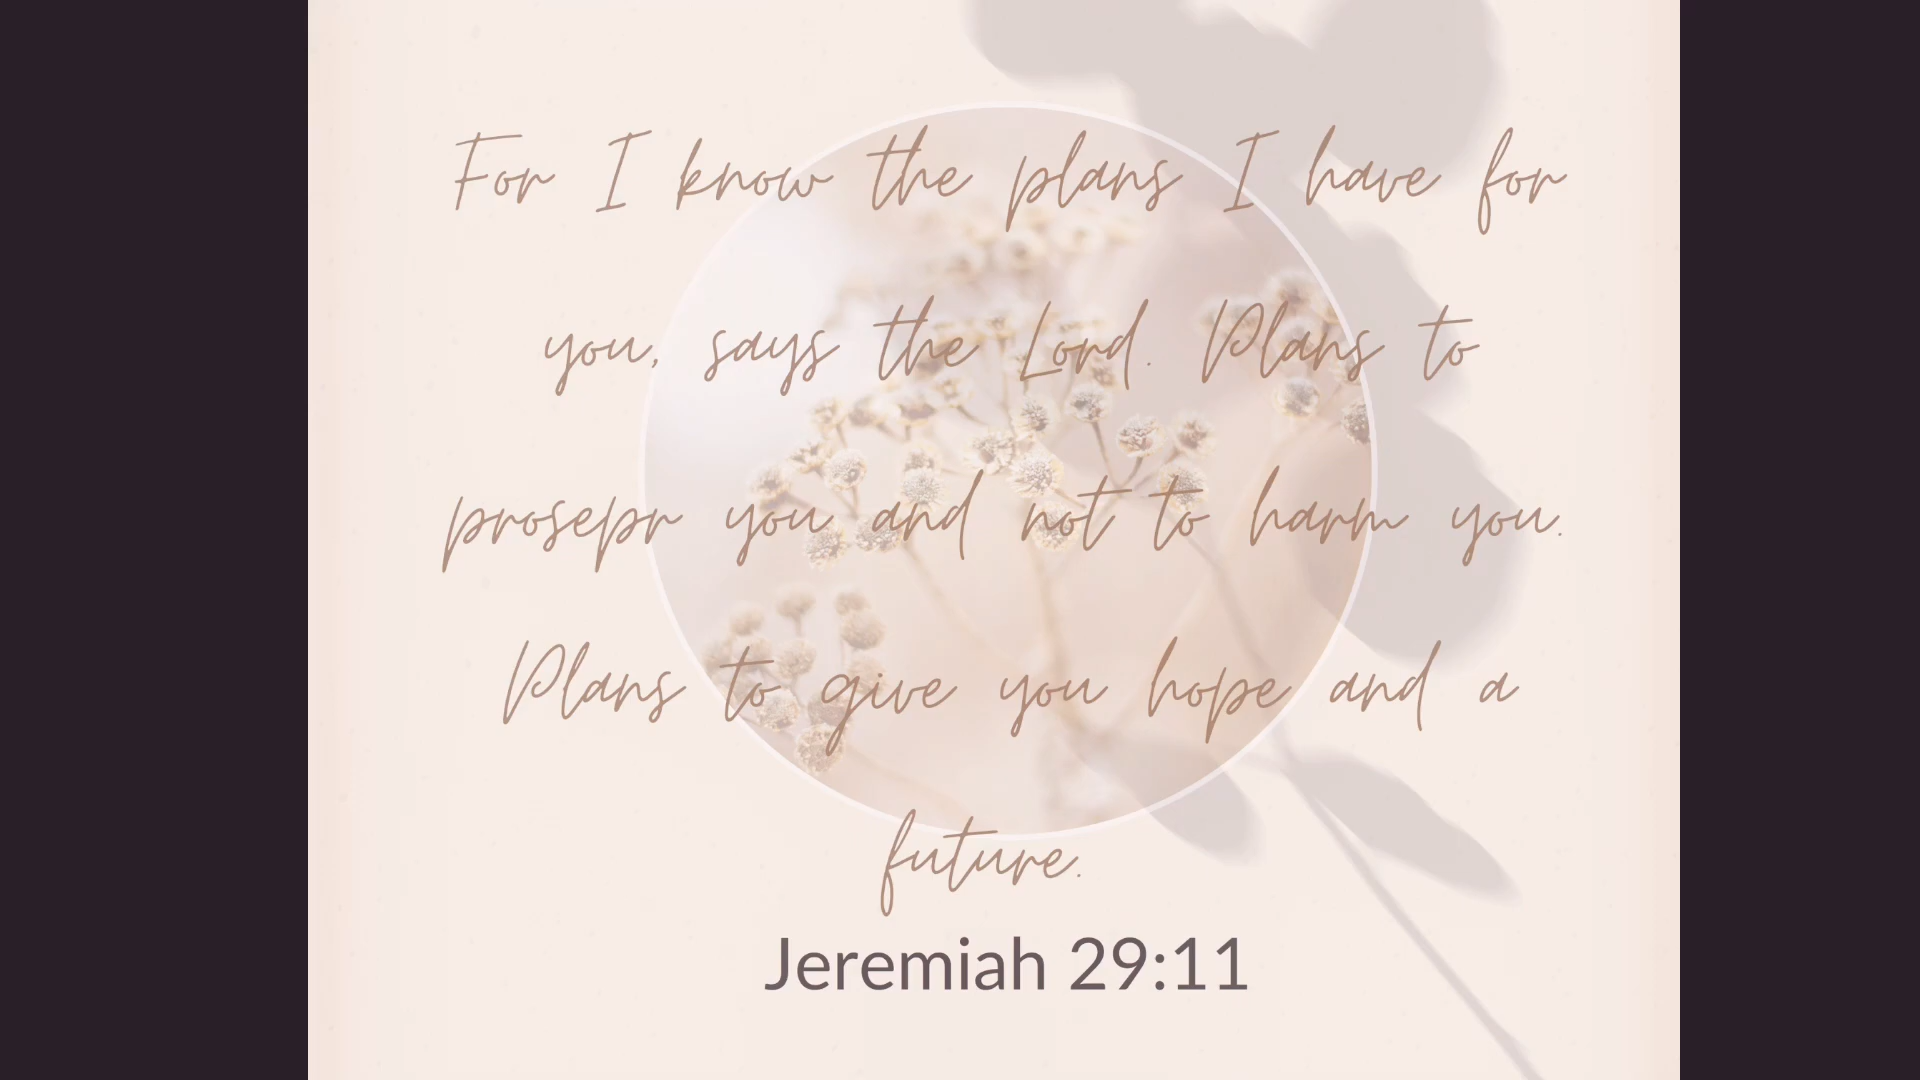 For I know the plans I have for
you, says the Lord. Plans to
prosepr you and not to harm you.
Plans to give you hope and a
future.
Jeremiah 29:11